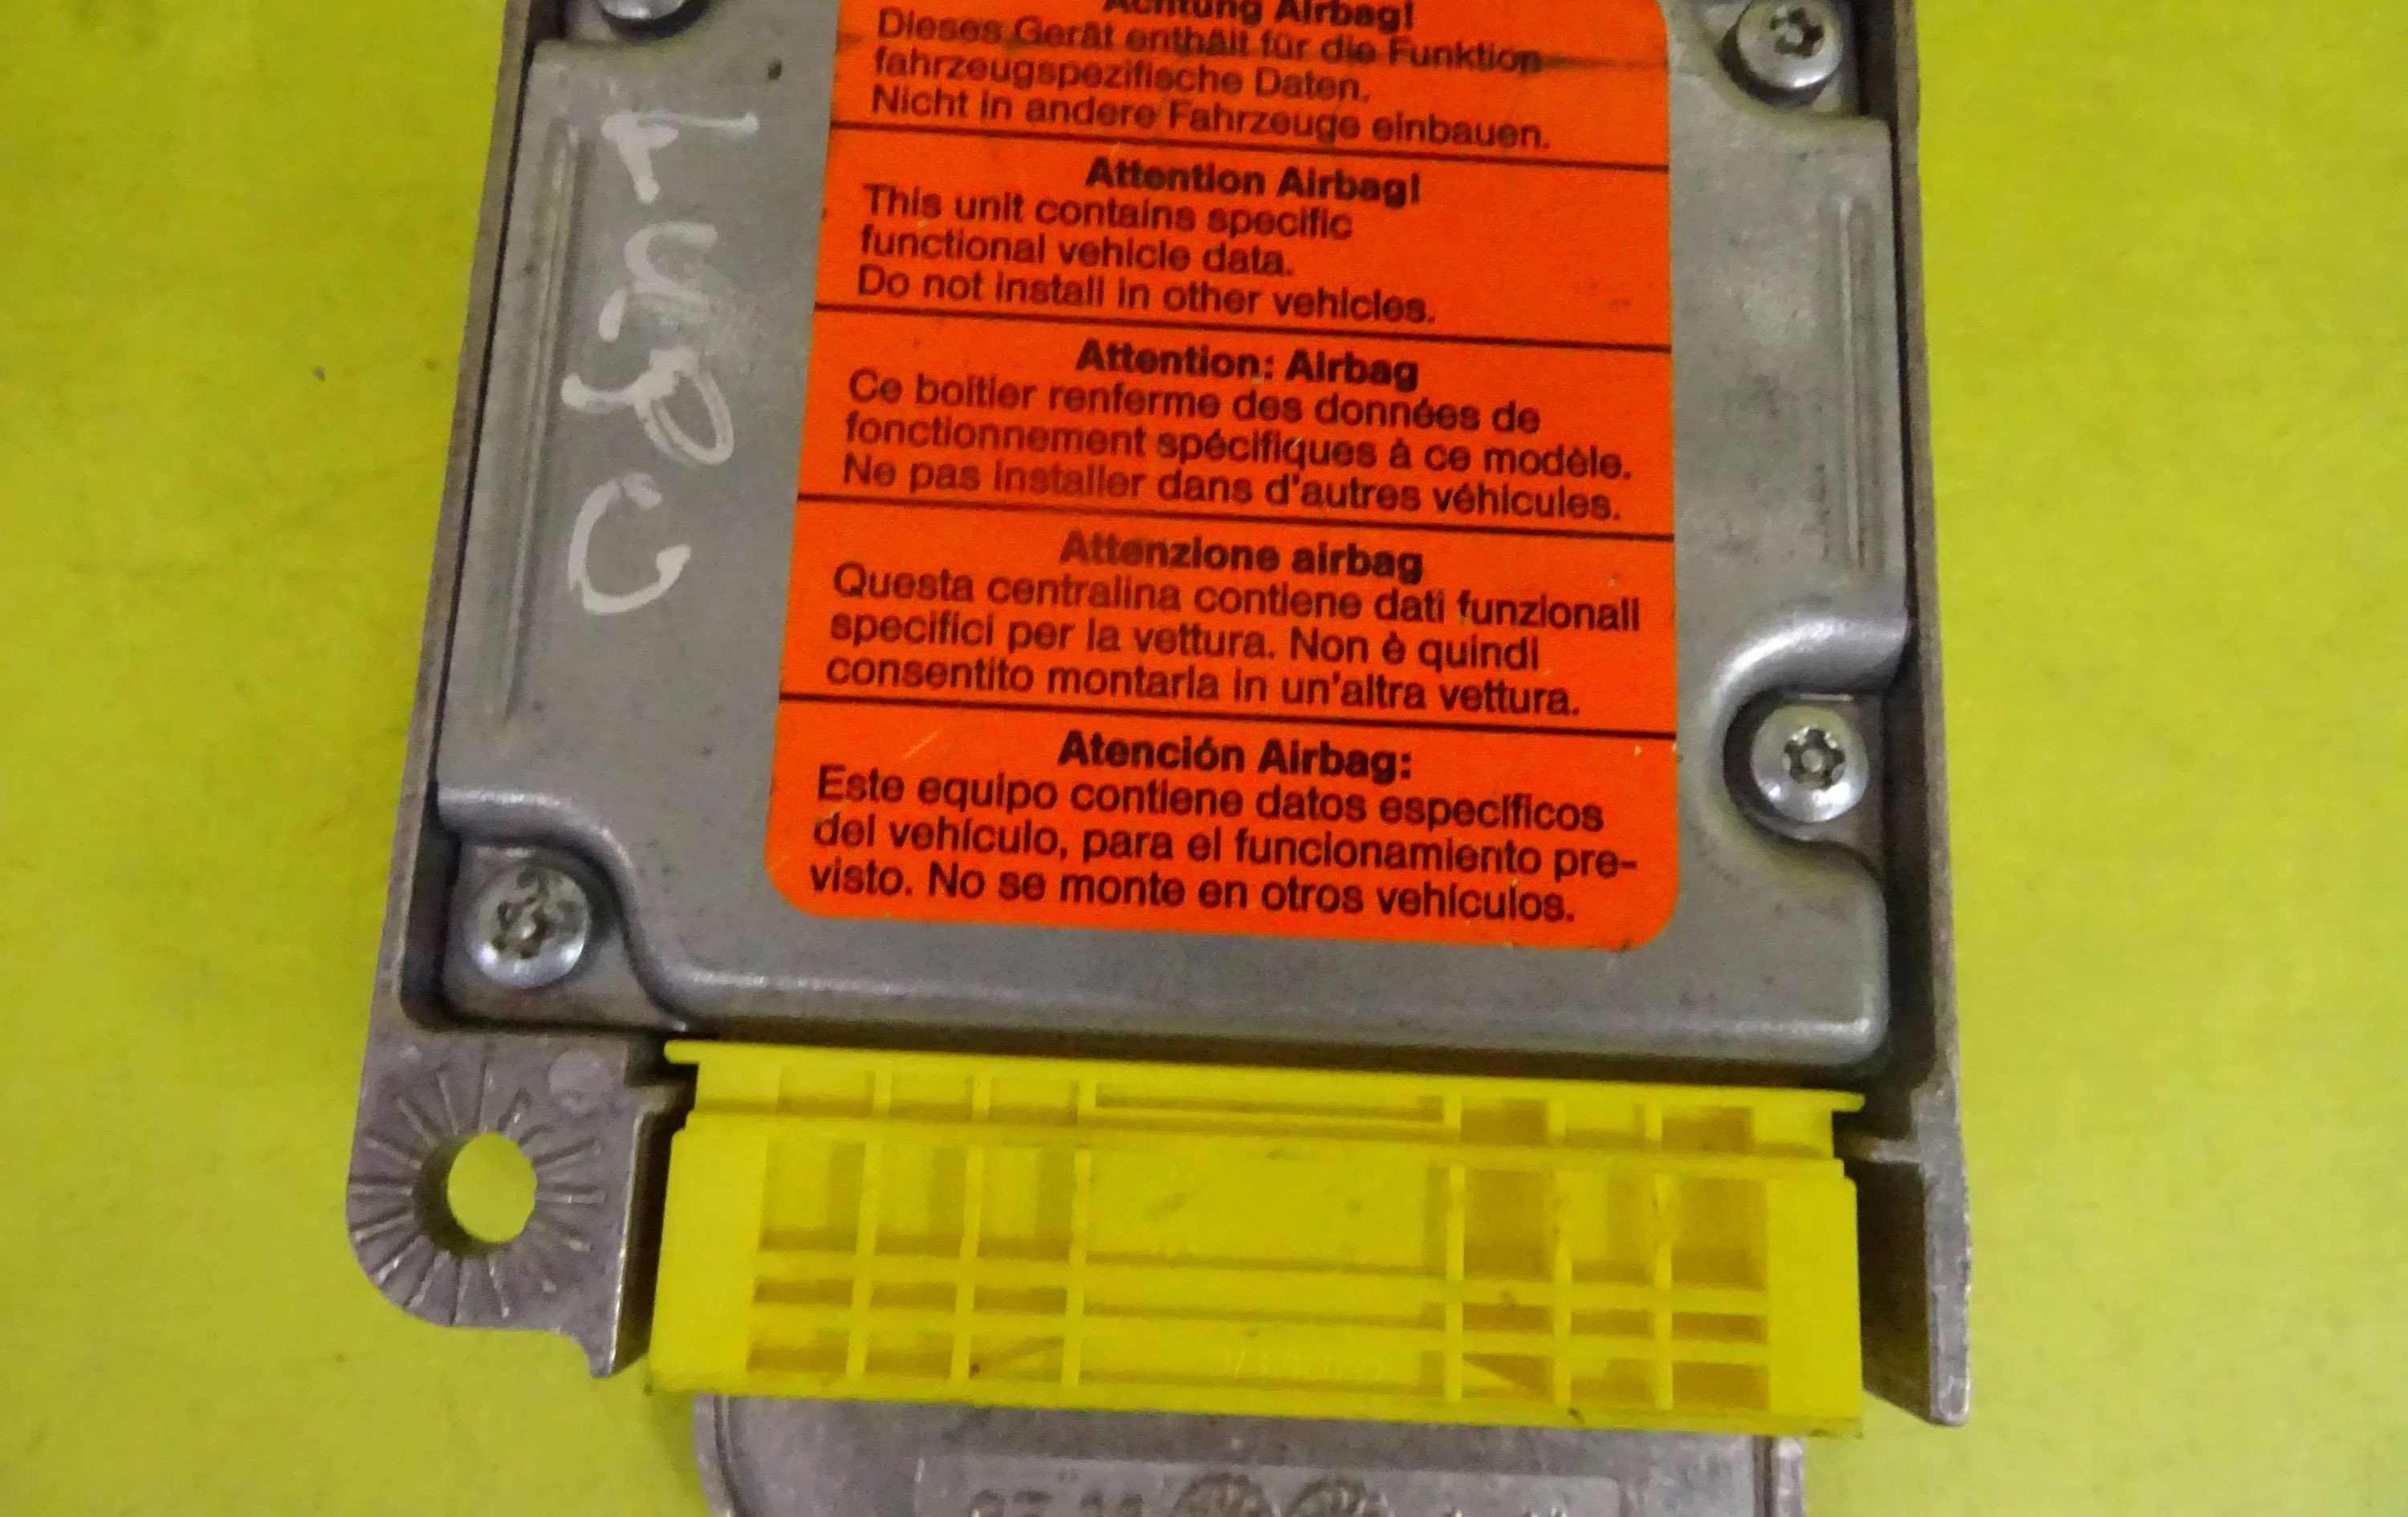 Achtung Airbag!
Dieses Gerät enthält für die Funktion
fahrzeugspezifische Daten.
Nicht in andere Fahrzeuge einbauen.
Attention Airbag!
This unit contains specific
functional vehicle data.
Do not install in other vehicles.
Attention: Airbag
Ce boitier renferme des données de
fonctionnement spécifiques à ce modèle.
Ne pas installer dans d'autres véhicules.
Attenzione airbag
Questa centralina contiene dati funzionali
specifici per la vettura. Non è quindi
consentito montarla in un'altra vettura.
Atención Airbag:
Este equipo contiene datos específicos
del vehículo, para el funcionamiento pre-
visto. No se monte en otros vehículos.
LUPO